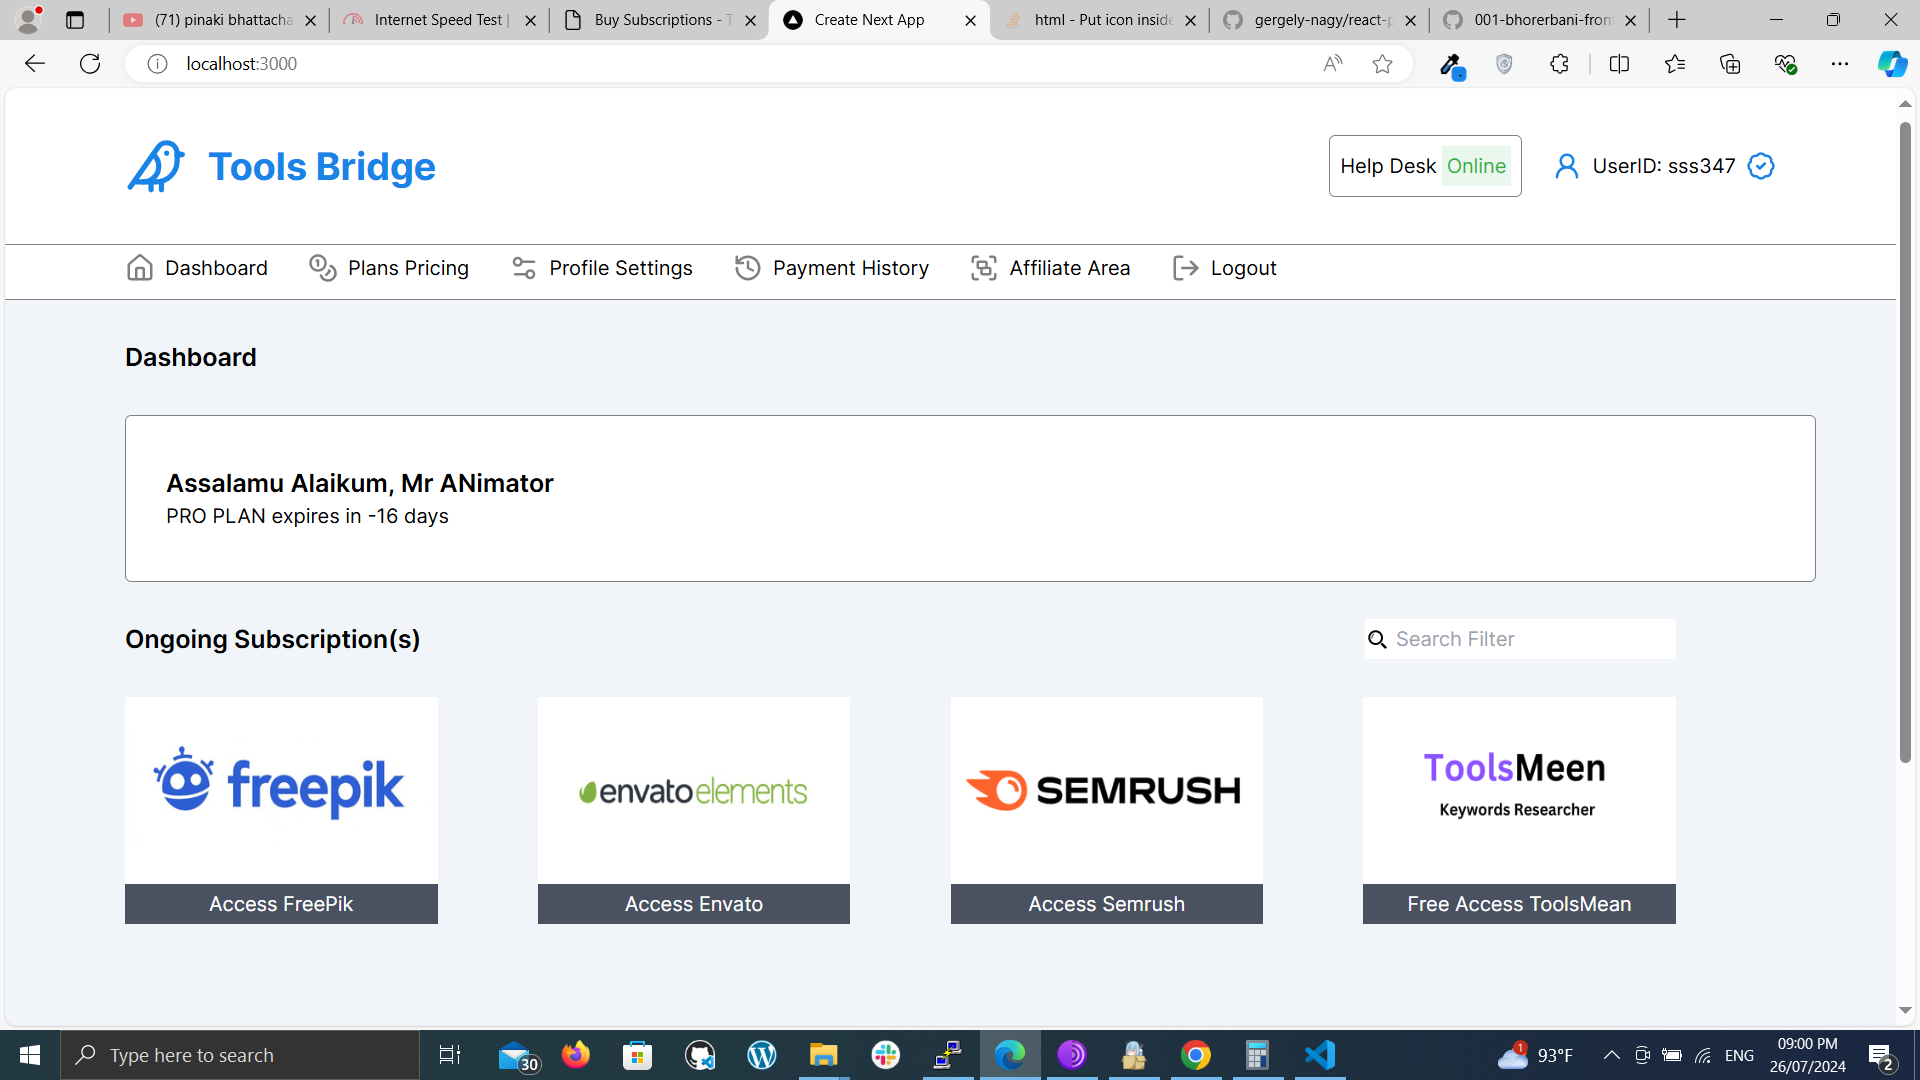 (71) pinaki bhattacha
Internet Speed Test |
Buy Subscriptions - T
Create Next App
html - Put icon inside
gergely-nagy/react-p
001-bhorerbani-fron
localhost:3000
Tools Bridge
Help Desk Online
UserID: sss347
Dashboard
Plans Pricing
Profile Settings
Payment History
Affiliate Area
Logout
Dashboard
Assalamu Alaikum, Mr ANimator
PRO PLAN expires in -16 days
Ongoing Subscription(s)
Search Filter
freepik
envatoelements
SEMRUSH
ToolsMeen
Keywords Researcher
Access FreePik
Access Envato
Access Semrush
Free Access ToolsMean
Type here to search
30
1
93°F
ENG
09:00 PM
26/07/2024
2